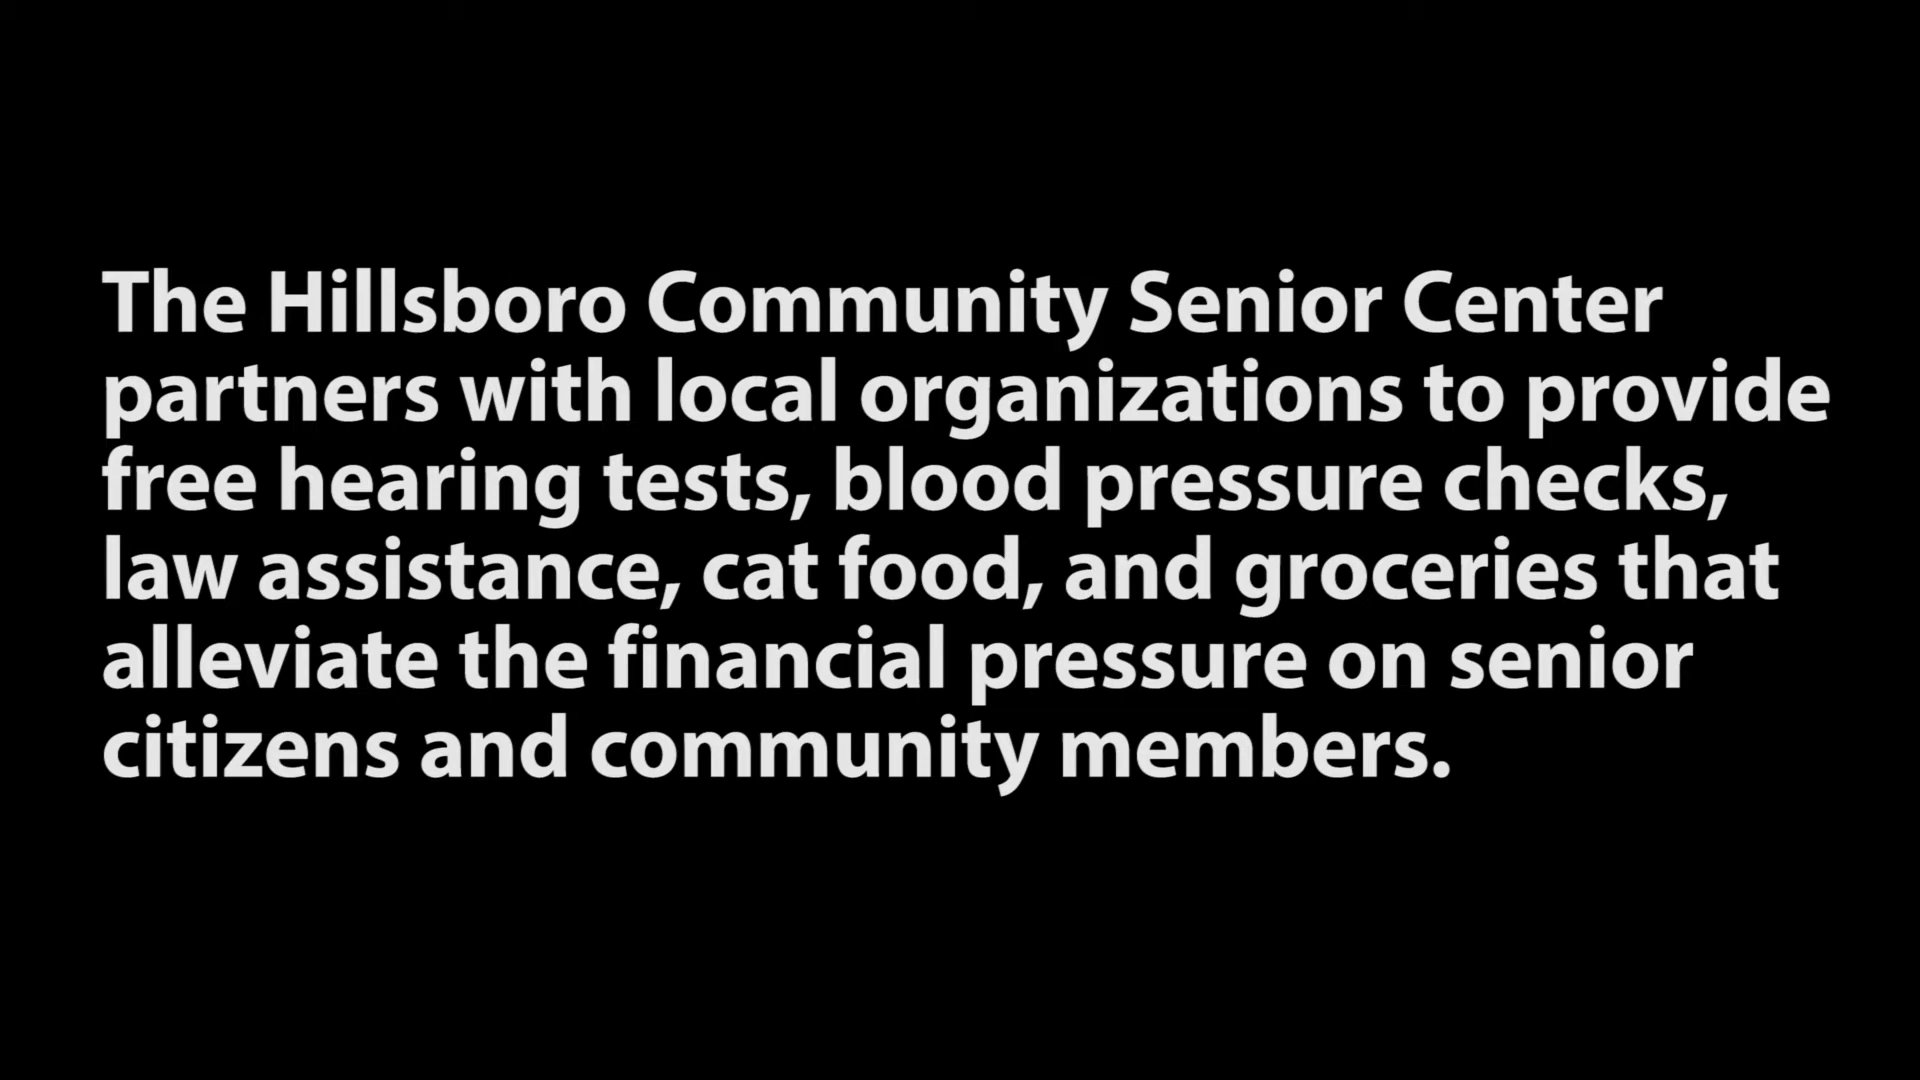 The Hillsboro Community Senior Center
partners with local organizations to provide
free hearing tests, blood pressure checks,
law assistance, cat food, and groceries that
alleviate the financial pressure on senior
citizens and community members.